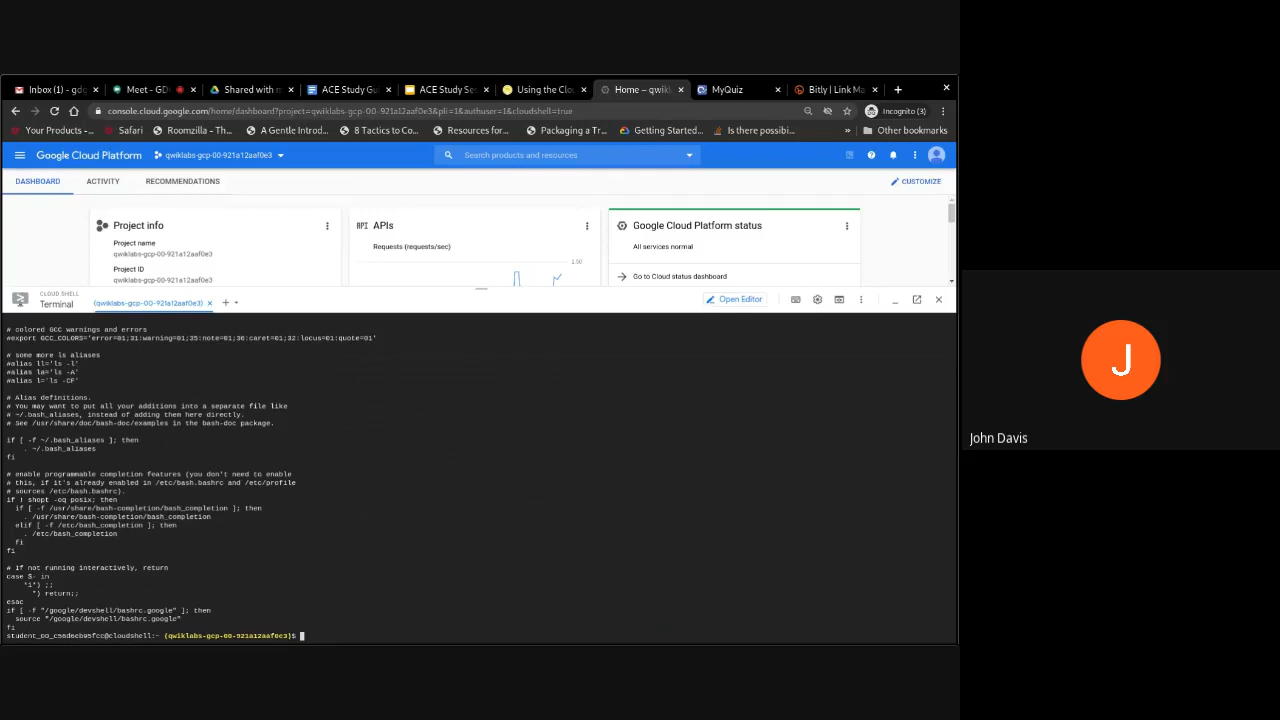 Inbox (1) - gdg
Meet - GD
Shared with m
ACE Study Gu
ACE Study Ses
Using the Clo
Home – qwikl
MyQuiz
Bitly | Link Ma
console.cloud.google.com/home/dashboard?project=qwiklabs-gcp-00-921a12aaf0e3&pli=1&authuser=1&cloudshell=true
Incognito (3)
Your Products -...
Safari
Roomzilla - Th...
A Gentle Introd...
8 Tactics to Co...
Resources for...
Packaging a Tr...
Getting Started...
Is there possibi...
»
Other bookmarks
Google Cloud Platform
qwiklabs-gcp-00-921a12aaf0e3
Search products and resources
DASHBOARD
ACTIVITY
RECOMMENDATIONS
CUSTOMIZE
Project info
Project name
qwiklabs-gcp-00-921a12aaf0e3
Project ID
qwiklabs-gcp-00-921a12aaf0e3
API APIs
Requests (requests/sec)
1.50
Google Cloud Platform status
All services normal
Go to Cloud status dashboard
CLOUD SHELL
Terminal
(qwiklabs-gcp-00-921a12aaf0e3)
Open Editor
# colored GCC warnings and errors
#export GCC_COLORS='error=01;31:warning=01;35:note=01;36:caret=01;32:locus=01:quote=01'
# some more ls aliases
#alias ll='ls -l'
#alias la='ls -A'
#alias l='ls -CF'
# Alias definitions.
# You may want to put all your additions into a separate file like
# ~/.bash_aliases, instead of adding them here directly.
# See /usr/share/doc/bash-doc/examples in the bash-doc package.
if [ -f ~/.bash_aliases ]; then
. ~/.bash_aliases
fi
# enable programmable completion features (you don't need to enable
# this, if it's already enabled in /etc/bash.bashrc and /etc/profile
# sources /etc/bash.bashrc).
if ! shopt -oq posix; then
if [ -f /usr/share/bash-completion/bash_completion ]; then
. /usr/share/bash-completion/bash_completion
elif [ -f /etc/bash_completion ]; then
. /etc/bash_completion
fi
fi
# If not running interactively, return
case $- in
*i*) ;;
*) return;;
esac
if [ -f "/google/devshell/bashrc.google" ]; then
source "/google/devshell/bashrc.google"
fi
(qwiklabs-gcp-00-921a12aaf0e3)$
J
John Davis